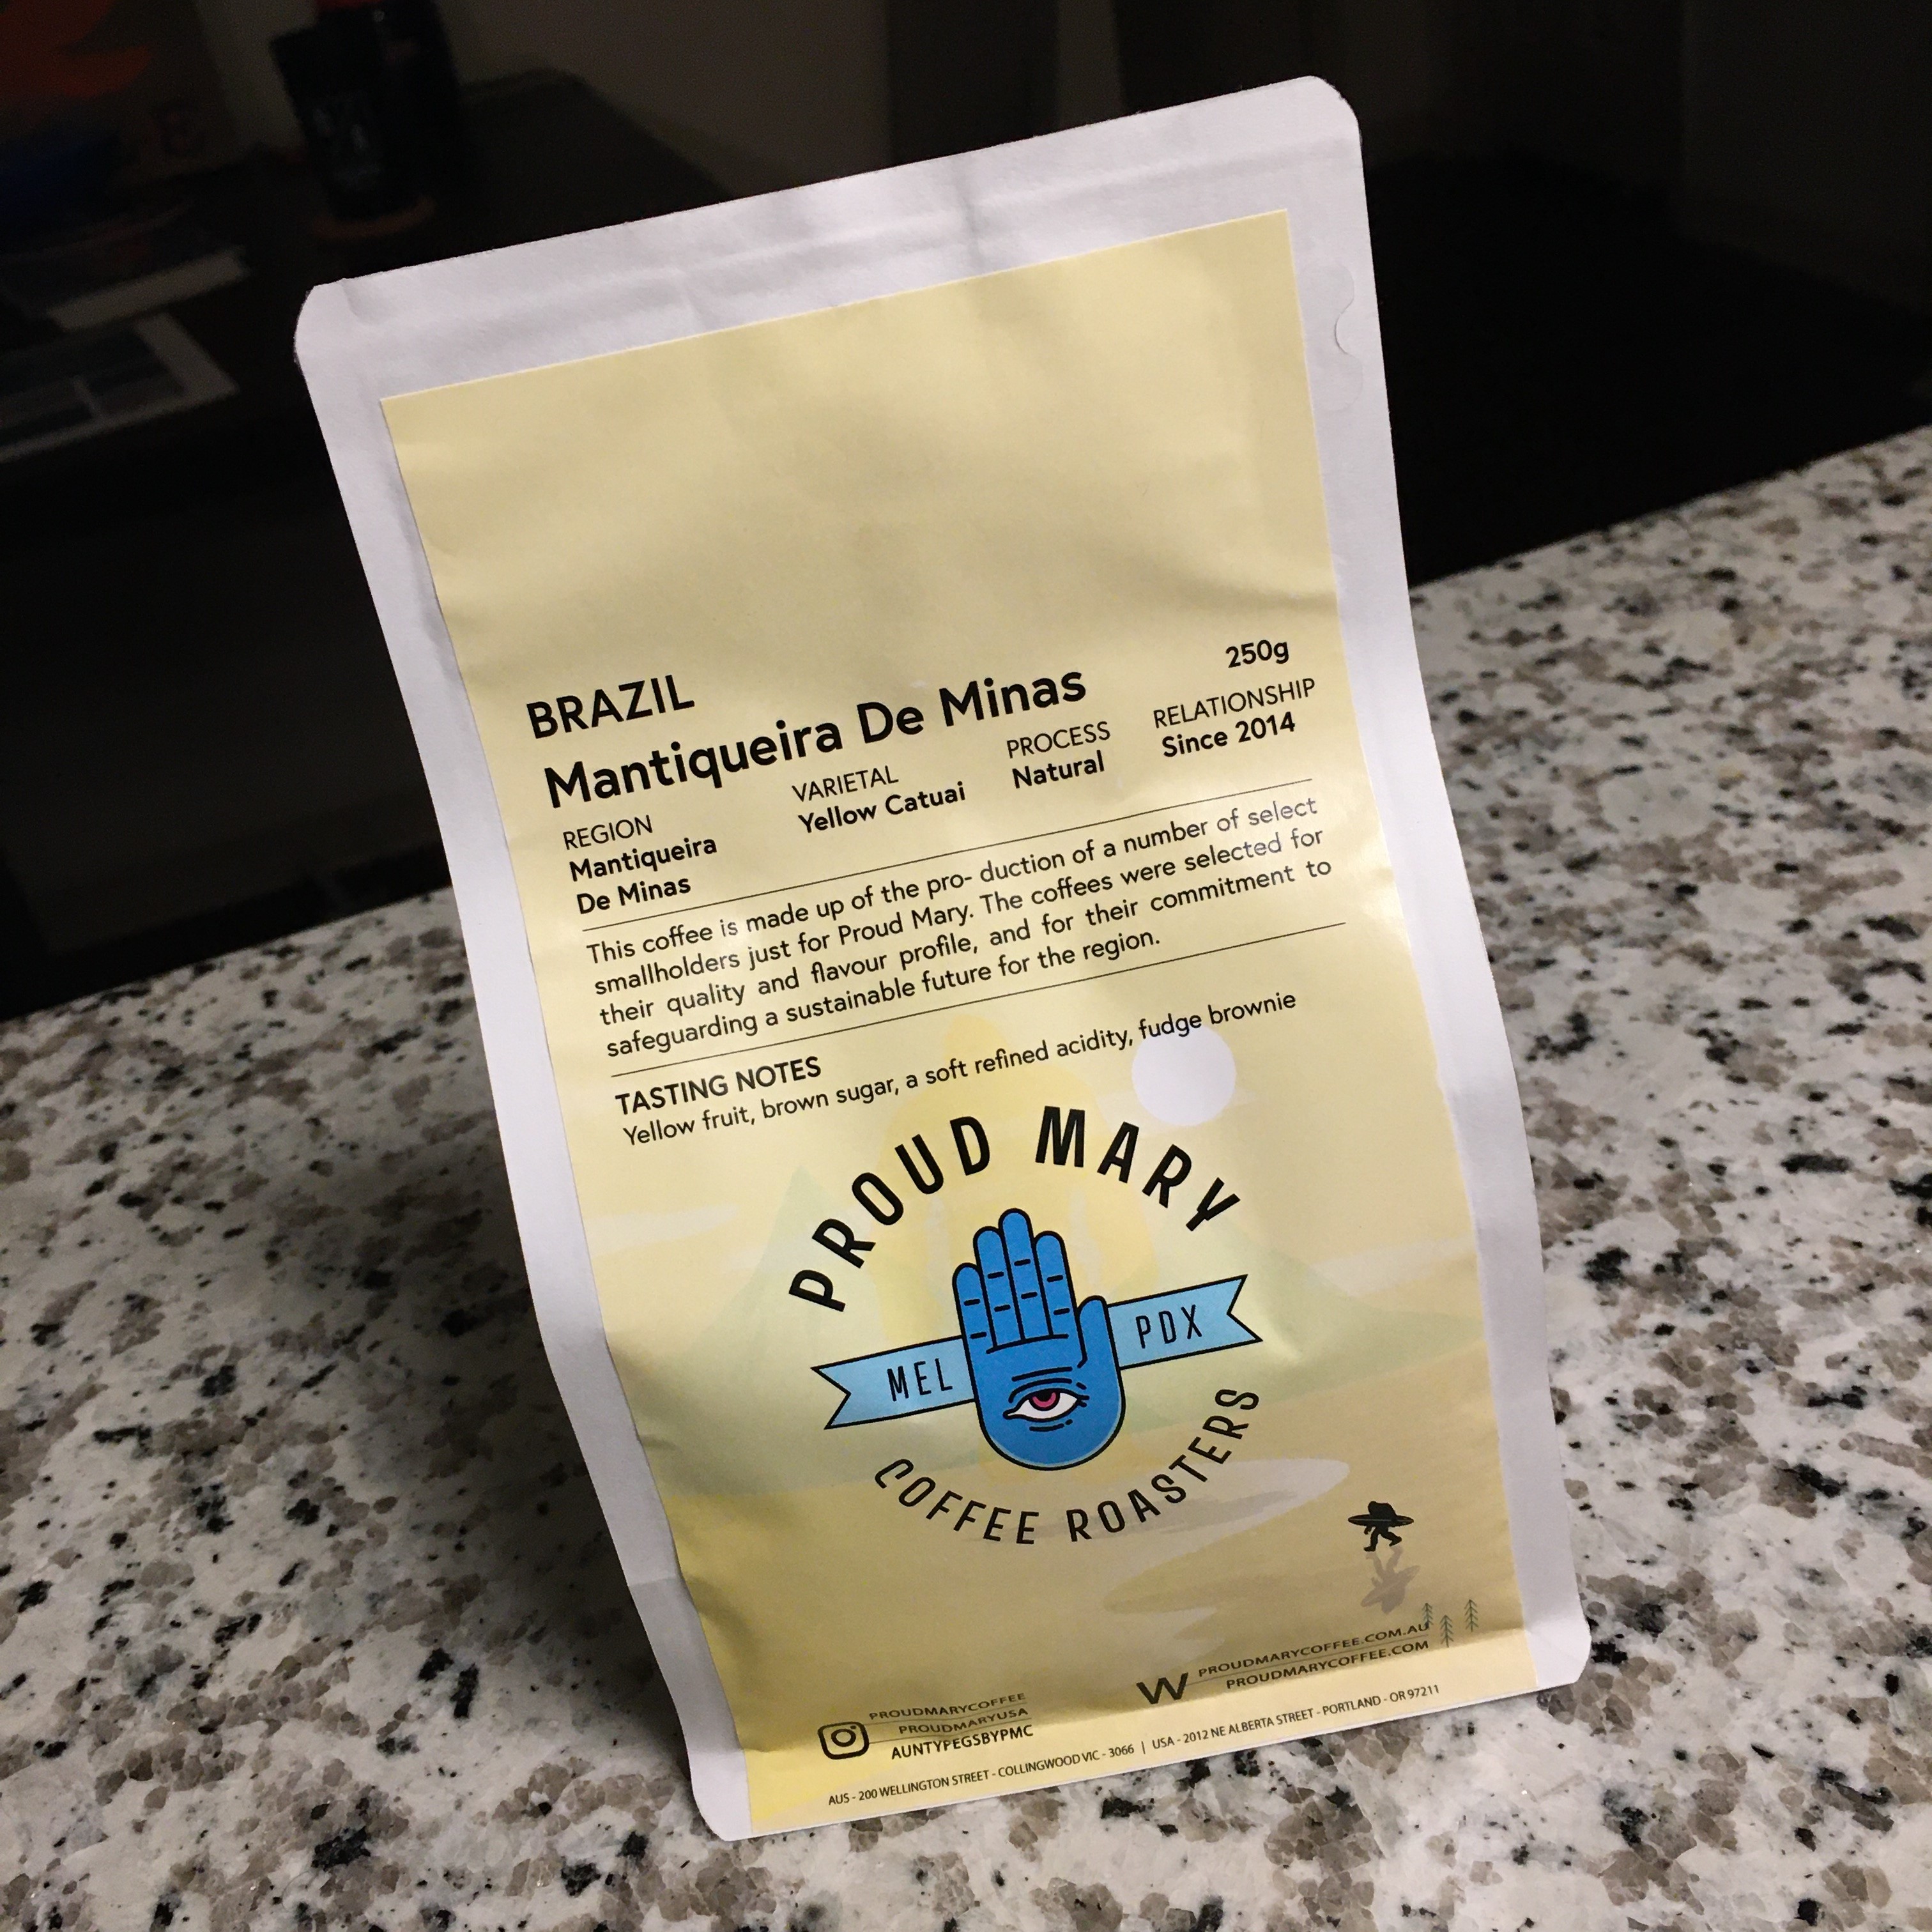 250g
BRAZIL
Mantiqueira De Minas
REGION
Mantiqueira
De Minas
VARIETAL
Yellow Catuai
PROCESS
Natural
RELATIONSHIP
Since 2014
This coffee is made up of the pro- duction of a number of select
smallholders just for Proud Mary. The coffees were selected for
their quality and flavour profile, and for their commitment to
safeguarding a sustainable future for the region.
TASTING NOTES
Yellow fruit, brown sugar, a soft refined acidity, fudge brownie
PROUD MARY
MEL PDX
COFFEE ROASTERS
PROUDMARYCOFFEE
PROUDMARYUSA
AUNTYPEGSBYPMC
W
PROUDMARYCOFFEE.COM.AU
PROUDMARYCOFFEE.COM
AUS - 200 WELLINGTON STREET - COLLINGWOOD VIC - 3066 | USA - 2012 NE ALBERTA STREET - PORTLAND - OR 97211